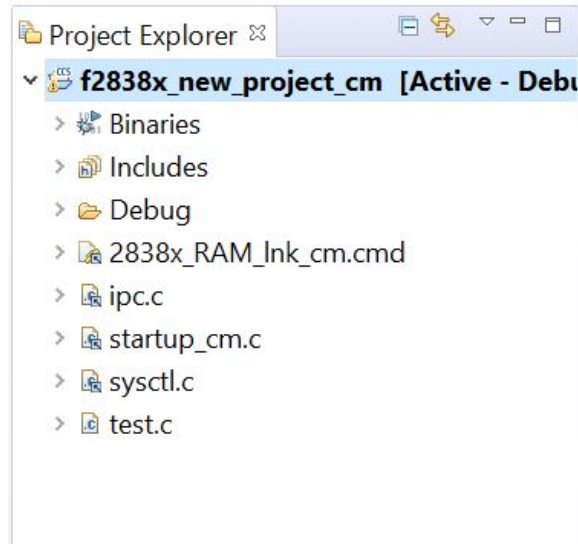 Project Explorer
f2838x_new_project_cm [Active - Debu
Binaries
Includes
Debug
2838x_RAM_lnk_cm.cmd
ipc.c
startup_cm.c
sysctl.c
test.c